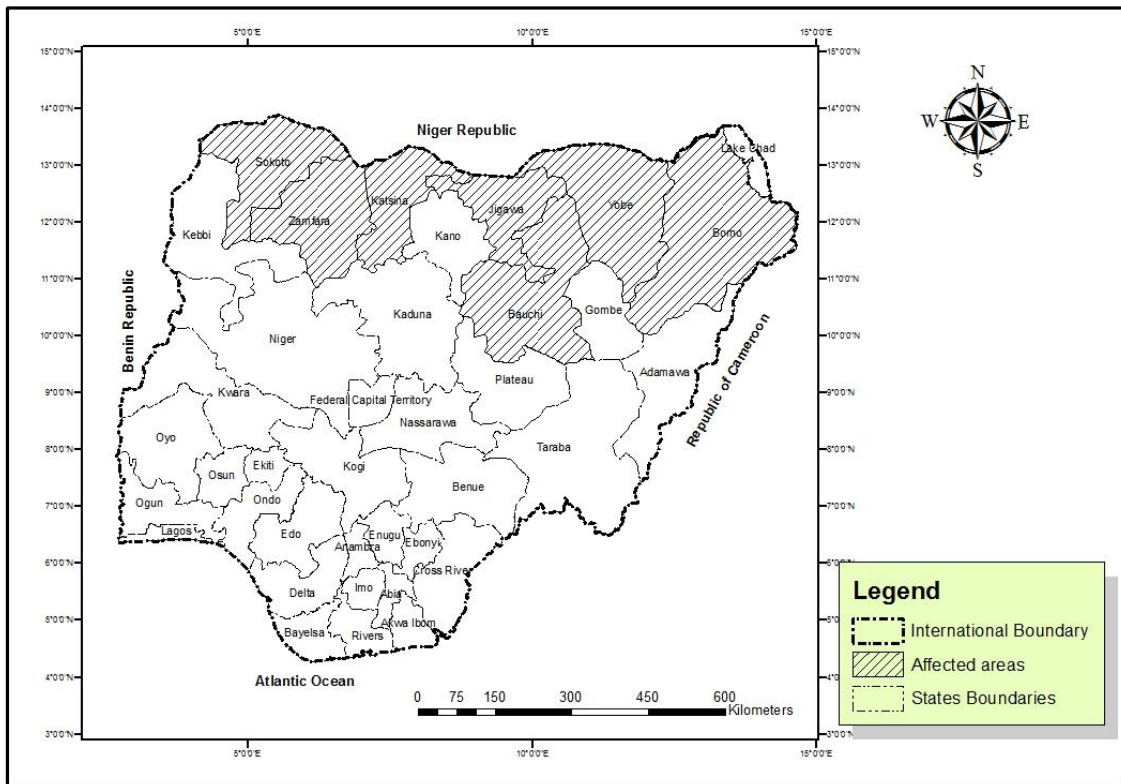 5°0'0"E 10°0'0"E 15°0'0"E
15°0'0"N 15°0'0"N
14°0'0"N 14°0'0"N
13°0'0"N 13°0'0"N
12°0'0"N 12°0'0"N
11°0'0"N 11°0'0"N
10°0'0"N 10°0'0"N
9°0'0"N 9°0'0"N
8°0'0"N 8°0'0"N
7°0'0"N 7°0'0"N
6°0'0"N 6°0'0"N
5°0'0"N 5°0'0"N
4°0'0"N 4°0'0"N
3°0'0"N 3°0'0"N
5°0'0"E 10°0'0"E 15°0'0"E
N
W E
S
Niger Republic
Benin Republic
Republic of Cameroon
Atlantic Ocean
Lake Chad
Sokoto
Zamfara
Katsina
Jigawa
Yobe
Borno
Kebbi
Kano
Kaduna
Bauchi
Gombe
Niger
Plateau
Adamawa
Kwara
Federal Capital Territory
Nassarawa
Oyo
Taraba
Osun
Ekiti
Kogi
Benue
Ogun
Ondo
Lagos
Edo
Anambra
Enugu
Ebonyi
Cross River
Delta
Imo
Abia
Bayelsa
Rivers
Akwa Ibom
0 75 150 300 450 600
Kilometers
Legend
International Boundary
Affected areas
States Boundaries